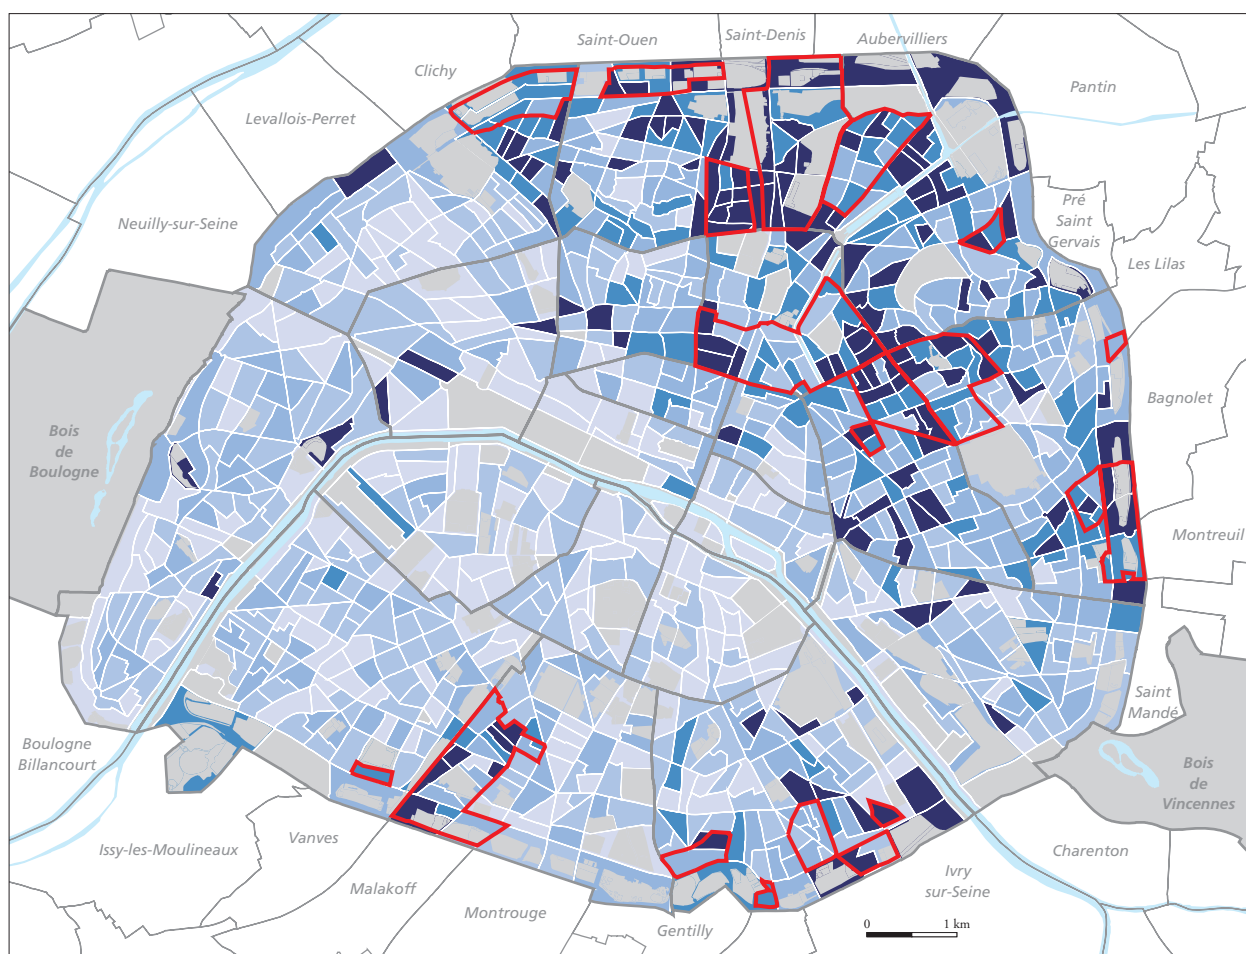 Saint-Ouen
Saint-Denis
Aubervilliers
Clichy
Pantin
Levallois-Perret
Neuilly-sur-Seine
Pré
Saint
Gervais
Les Lilas
Bagnolet
Bois
de
Boulogne
Montreuil
Saint
Mandé
Boulogne
Billancourt
Bois
de
Vincennes
Issy-les-Moulineaux
Vanves
Malakoff
Montrouge
Gentilly
Ivry
sur-Seine
Charenton
0 1 km